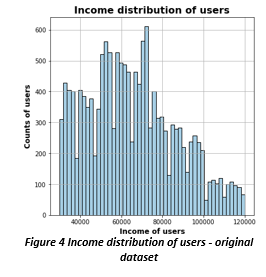 Income distribution of users
Counts of users
600
500
400
300
200
100
0
40000 60000 80000 100000 120000
Income of users
Figure 4 Income distribution of users - original
dataset